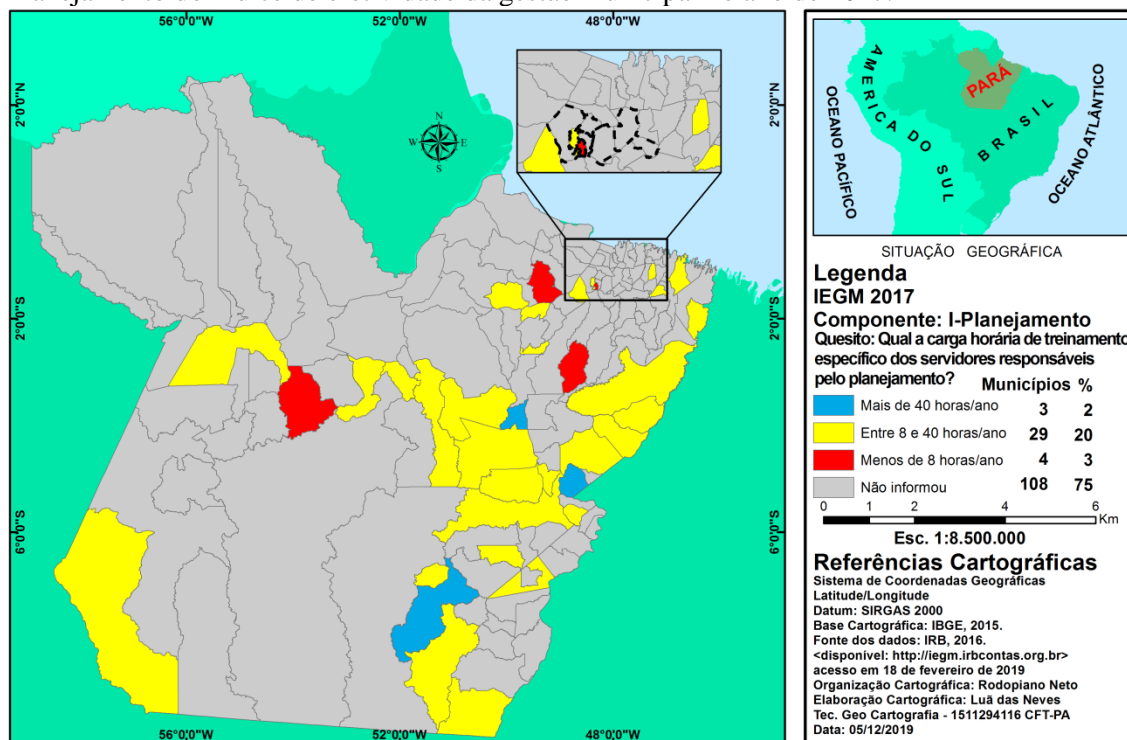 56°0'0"W 52°0'0"W 48°0'0"W
2°0'0"N
2°0'0"N
N
W E
S
2°0'0"S
2°0'0"S
6°0'0"S
6°0'0"S
56°0'0"W 52°0'0"W 48°0'0"W
PARÁ
AMERICA DO SUL
BRASIL
OCEANO PACÍFICO
OCEANO ATLÂNTICO
SITUAÇÃO GEOGRÁFICA
Legenda
IEGM 2017
Componente: I-Planejamento
Quesito: Qual a carga horária de treinamento
específico dos servidores responsáveis
pelo planejamento? Municípios %
Mais de 40 horas/ano 3 2
Entre 8 e 40 horas/ano 29 20
Menos de 8 horas/ano 4 3
Não informou 108 75
0 1 2 4 6
Km
Esc. 1:8.500.000
Referências Cartográficas
Sistema de Coordenadas Geográficas
Latitude/Longitude
Datum: SIRGAS 2000
Base Cartográfica: IBGE, 2015.
Fonte dos dados: IRB, 2016.
<disponível: http://iegm.irbcontas.org.br>
acesso em 18 de fevereiro de 2019
Organização Cartográfica: Rodopiano Neto
Elaboração Cartográfica: Luã das Neves
Tec. Geo Cartografia - 1511294116 CFT-PA
Data: 05/12/2019